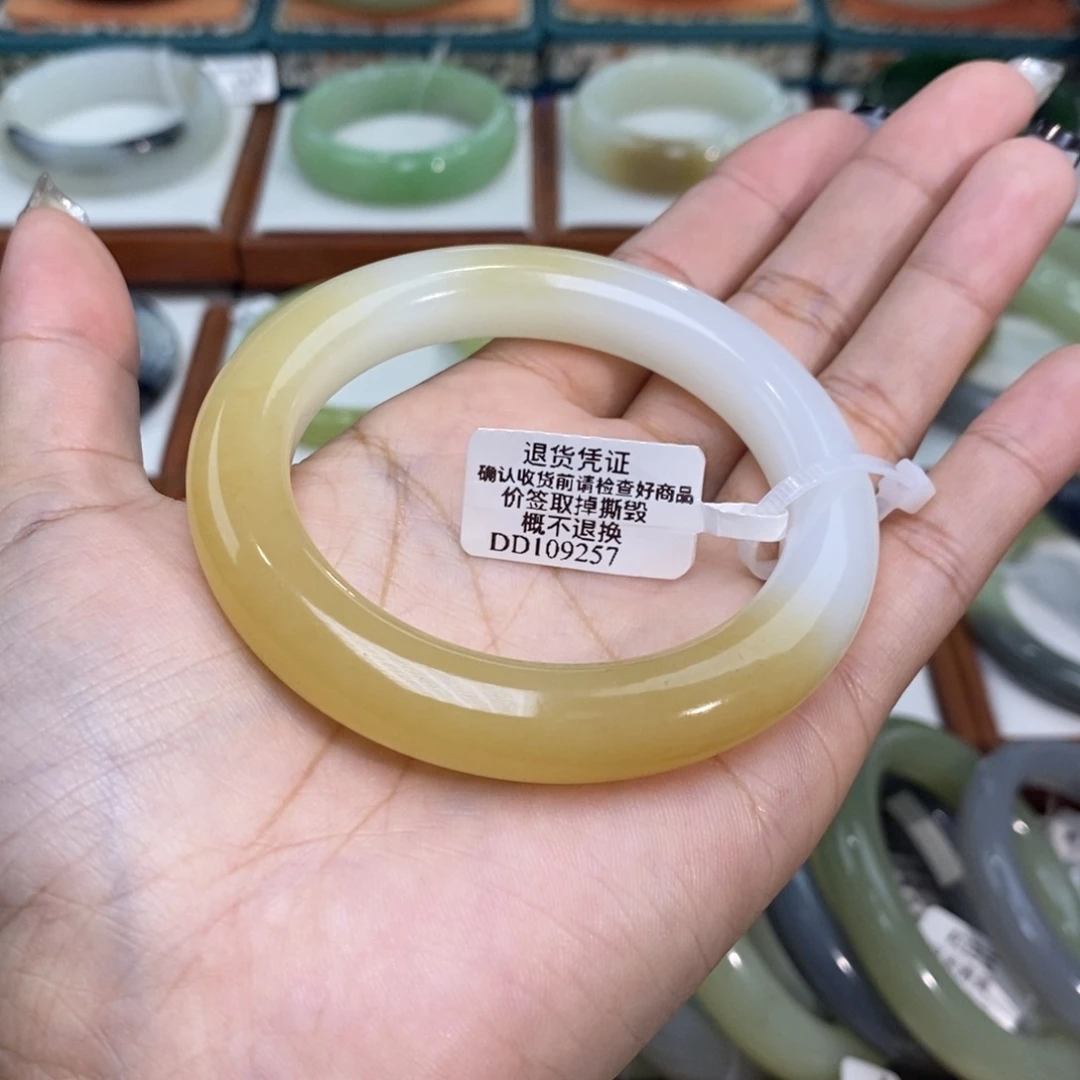 退货凭证
确认收货前请检查好商品
价签取掉撕毁
概不退换
DD109257